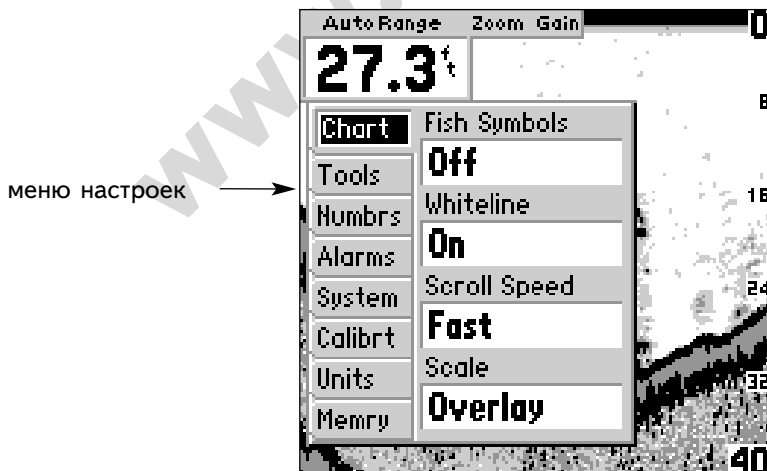 www.
Auto Range Zoom Gain
27.3 ft
0
Chart
Tools
Numbrs
Alarms
System
Calibrt
Units
Memry
Fish Symbols
Off
Whiteline
On
Scroll Speed
Fast
Scale
Overlay
8
16
24
32
40
меню настроек